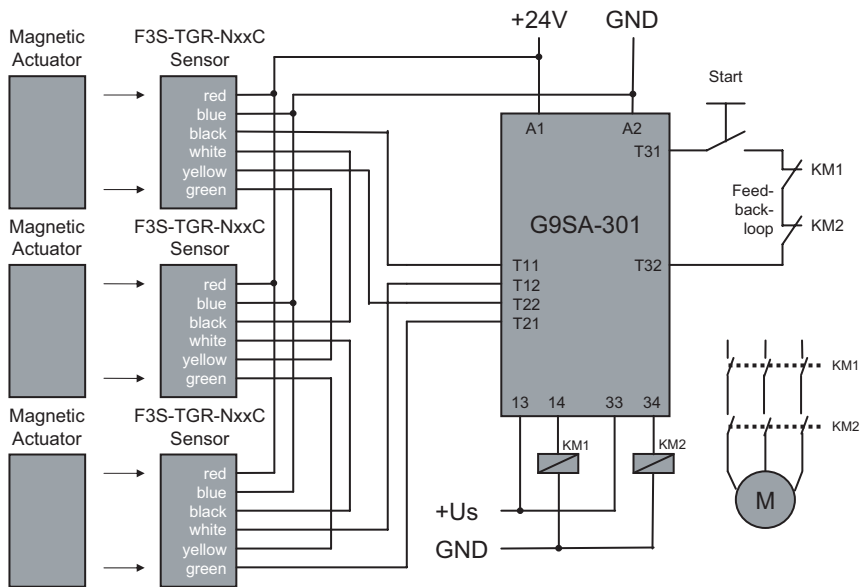 +24V
GND
Magnetic
Actuator
F3S-TGR-NxxC
Sensor
red
blue
black
white
yellow
green
Magnetic
Actuator
F3S-TGR-NxxC
Sensor
red
blue
black
white
yellow
green
Magnetic
Actuator
F3S-TGR-NxxC
Sensor
red
blue
black
white
yellow
green
A1
A2
T31
G9SA-301
T11
T12
T22
T21
T32
13
14
33
34
Start
KM1
Feed-
back-
loop
KM2
KM1
KM2
+Us
GND
KM1
KM2
M